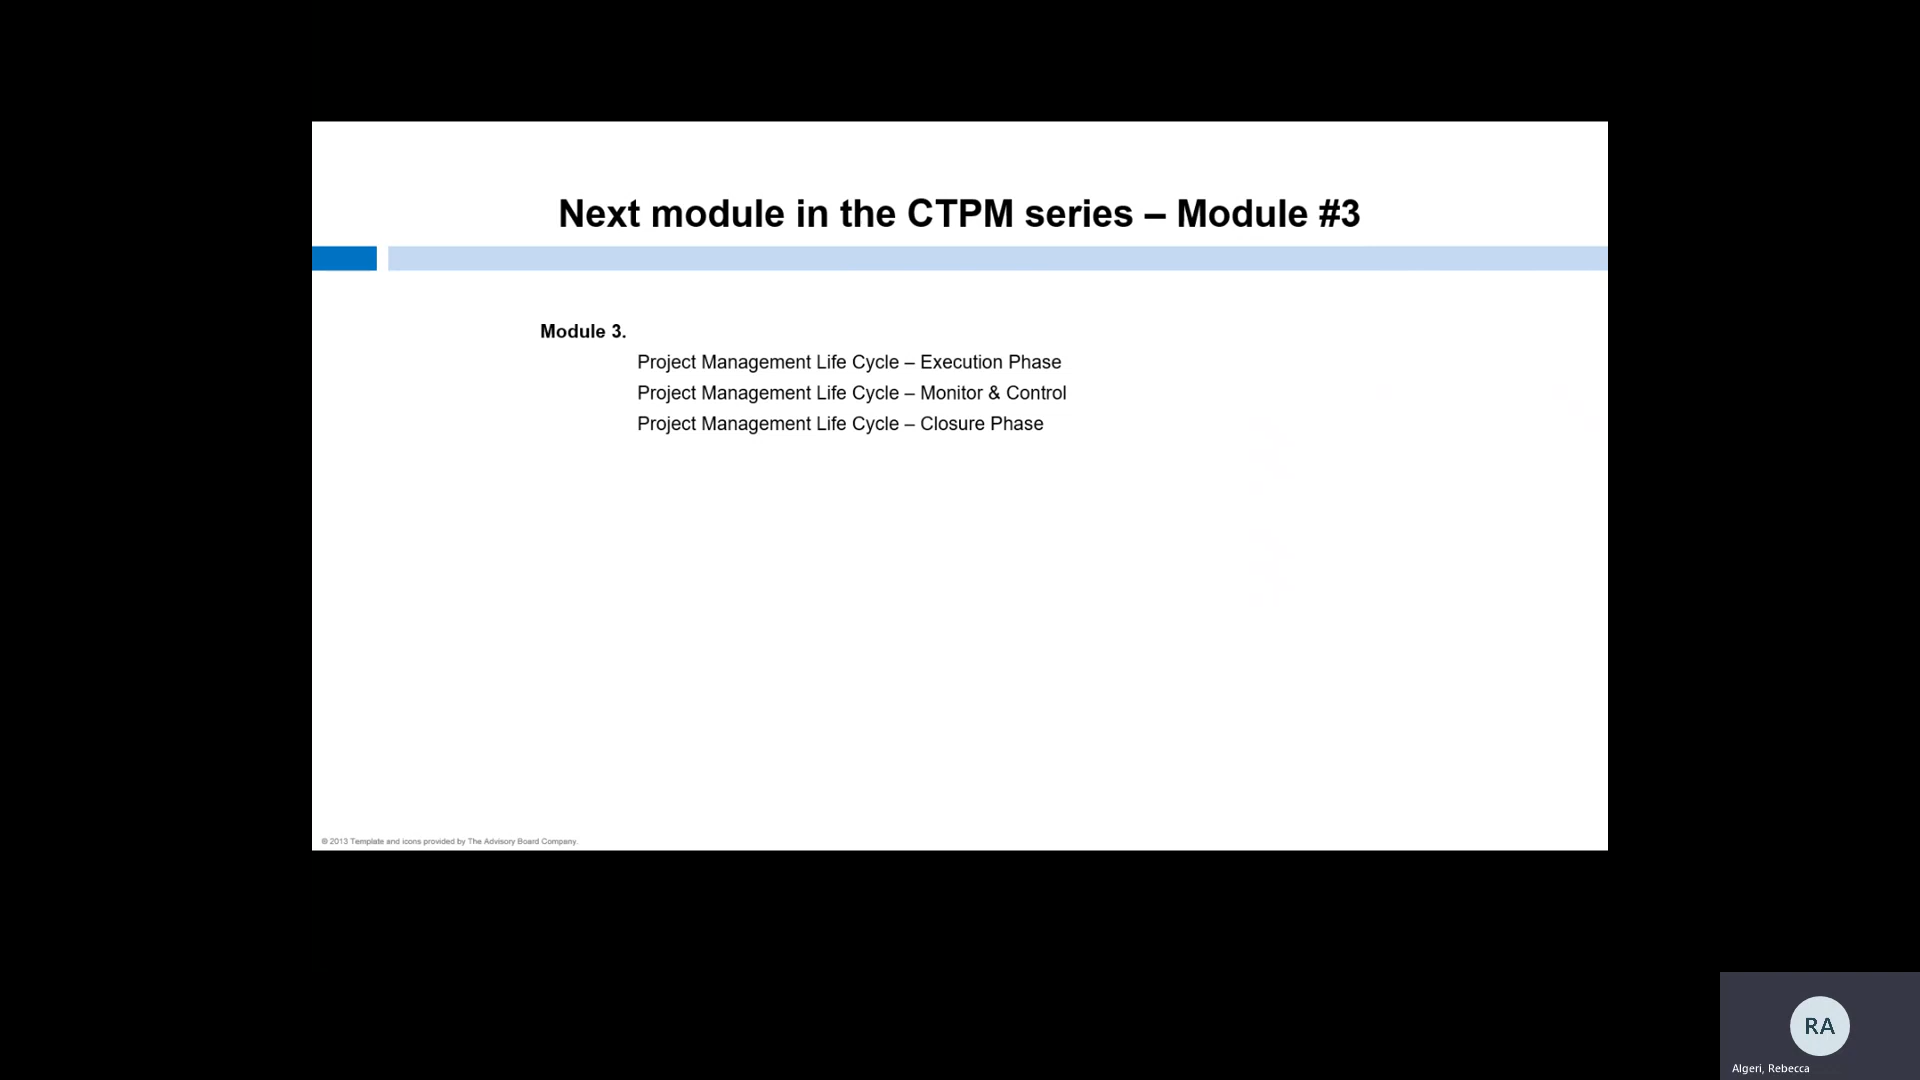 Next module in the CTPM series – Module #3
Module 3.
Project Management Life Cycle – Execution Phase
Project Management Life Cycle – Monitor & Control
Project Management Life Cycle – Closure Phase
© 2013 Template and icons provided by The Advisory Board Company.
RA
Algeri, Rebecca